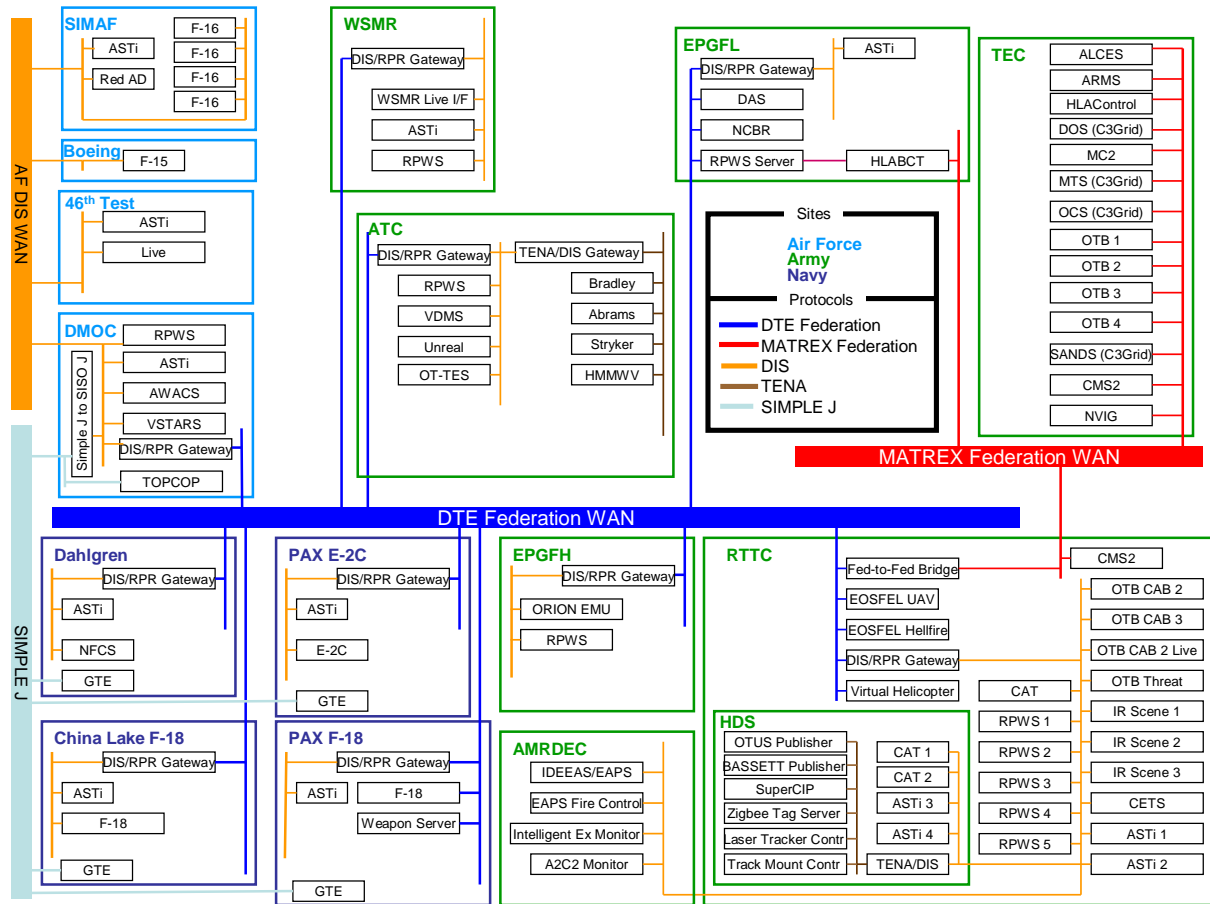 AF DIS WAN
SIMPLE J
SIMAF
ASTi
Red AD
F-16
F-16
F-16
F-16
Boeing
F-15
46th Test
ASTi
Live
DMOC
Simple J to SISO J
RPWS
ASTi
AWACS
VSTARS
DIS/RPR Gateway
TOPCOP
WSMR
DIS/RPR Gateway
WSMR Live I/F
ASTi
RPWS
ATC
DIS/RPR Gateway
RPWS
VDMS
Unreal
OT-TES
TENA/DIS Gateway
Bradley
Abrams
Stryker
HMMWV
EPGFL
ASTi
DIS/RPR Gateway
DAS
NCBR
RPWS Server
HLABCT
Sites
Air Force
Army
Navy
Protocols
DTE Federation
MATREX Federation
DIS
TENA
SIMPLE J
TEC
ALCES
ARMS
HLAControl
DOS (C3Grid)
MC2
MTS (C3Grid)
OCS (C3Grid)
OTB 1
OTB 2
OTB 3
OTB 4
SANDS (C3Grid)
CMS2
NVIG
MATREX Federation WAN
DTE Federation WAN
Dahlgren
DIS/RPR Gateway
ASTi
NFCS
GTE
PAX E-2C
DIS/RPR Gateway
ASTi
E-2C
GTE
China Lake F-18
DIS/RPR Gateway
ASTi
F-18
GTE
PAX F-18
DIS/RPR Gateway
ASTi
F-18
Weapon Server
GTE
EPGFH
DIS/RPR Gateway
ORION EMU
RPWS
AMRDEC
IDEEAS/EAPS
EAPS Fire Control
Intelligent Ex Monitor
A2C2 Monitor
RTTC
Fed-to-Fed Bridge
EOSFEL UAV
EOSFEL Hellfire
DIS/RPR Gateway
Virtual Helicopter
CMS2
OTB CAB 2
OTB CAB 3
OTB CAB 2 Live
OTB Threat
IR Scene 1
IR Scene 2
IR Scene 3
CETS
ASTi 1
ASTi 2
CAT
RPWS 1
RPWS 2
RPWS 3
RPWS 4
RPWS 5
HDS
OTUS Publisher
BASSETT Publisher
SuperCIP
Zigbee Tag Server
Laser Tracker Contr
Track Mount Contr
CAT 1
CAT 2
ASTi 3
ASTi 4
TENA/DIS